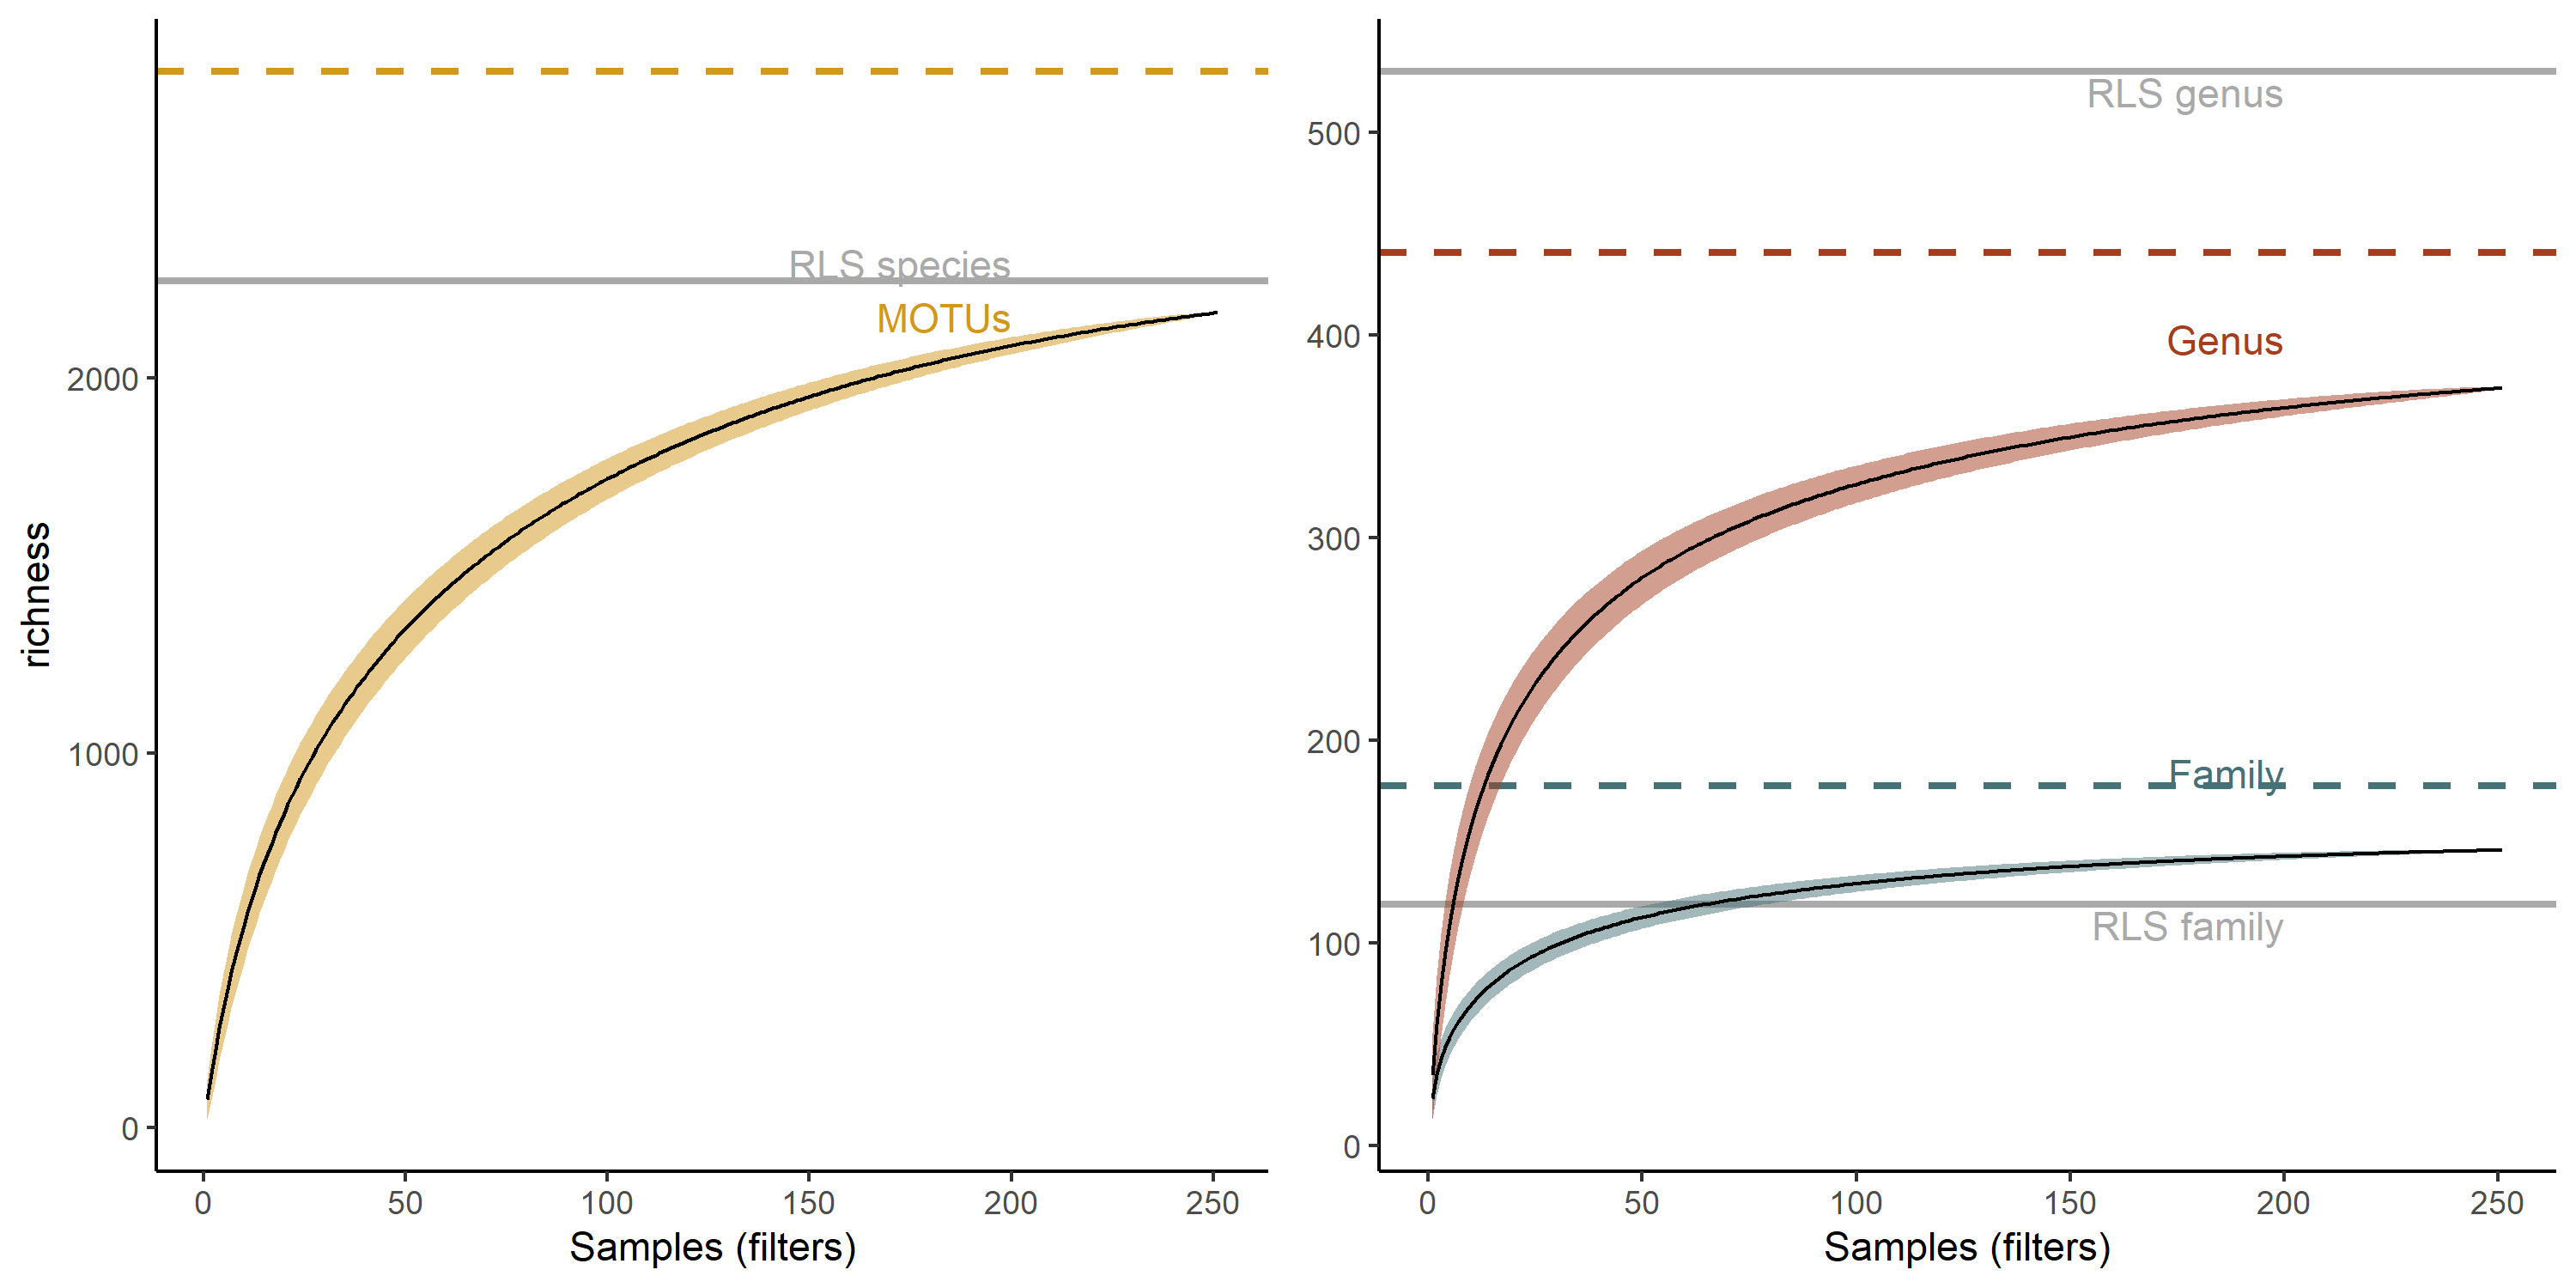 richness
2000
1000
0
RLS species
MOTUs
0 50 100 150 200 250
Samples (filters)
500
400
300
200
100
0
RLS genus
Genus
Family
RLS family
0 50 100 150 200 250
Samples (filters)